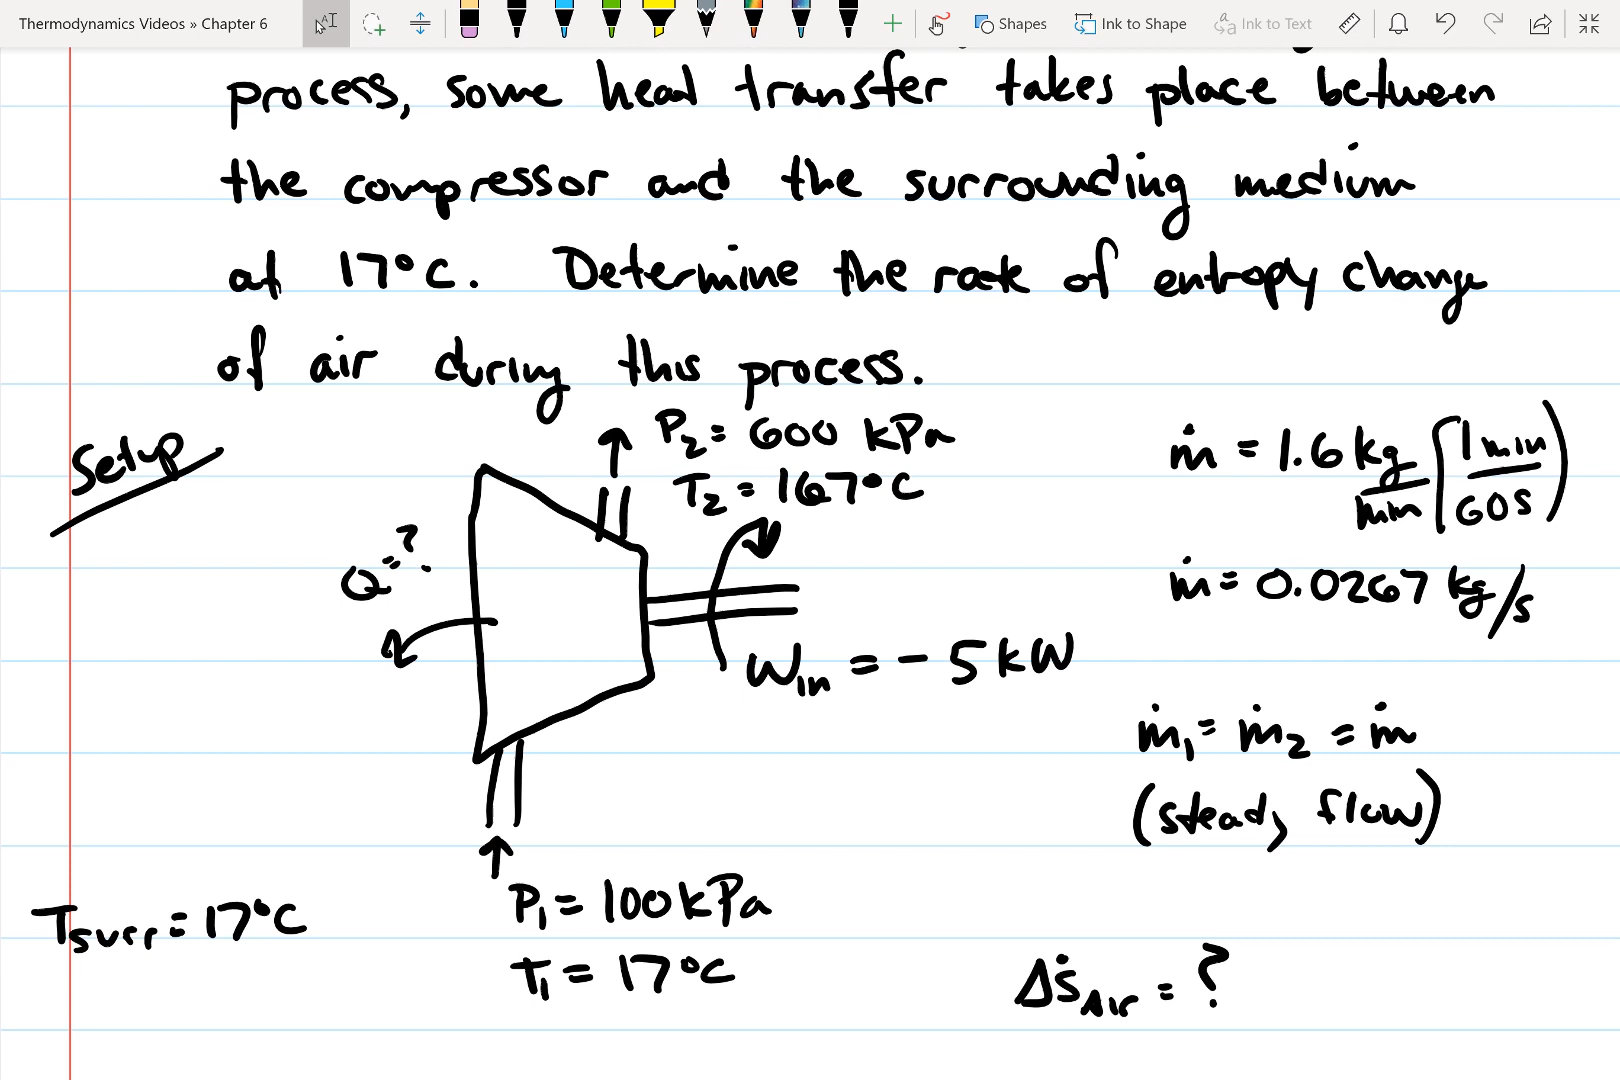 Thermodynamics Videos » Chapter 6
Shapes
Ink to Shape
Ink to Text
process, some head transfer takes place between
the compressor and the surrounding medium
at 17°C. Determine the rate of entropy change
of air during this process.
Setup
P2 = 600 kPa
T2 = 167°C
ṁ = 1.6 kg/min (1 min/60s)
Q = ?
ṁ = 0.0267 kg/s
Win = - 5 kW
ṁ1 = ṁ2 = ṁ
(steady flow)
P1 = 100 kPa
Tsurr = 17°C
T1 = 17°C
ΔṠAir = ?